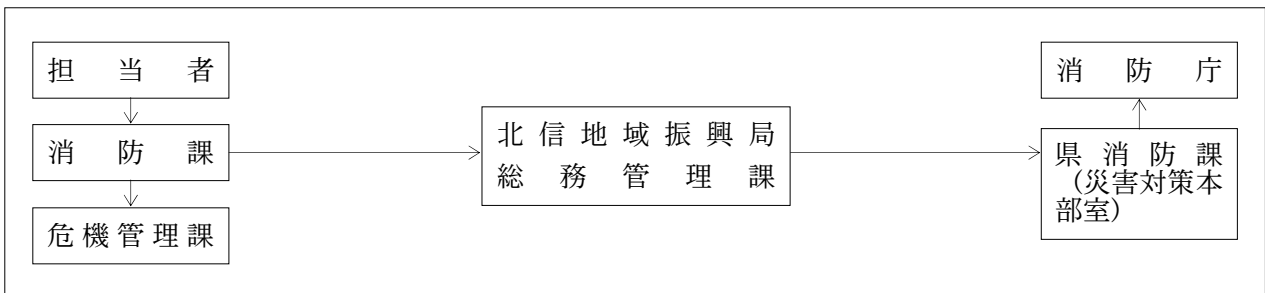 担当者
消防課
危機管理課
北信地域振興局
総務管理課
消防庁
県消防課
（災害対策本
部室）